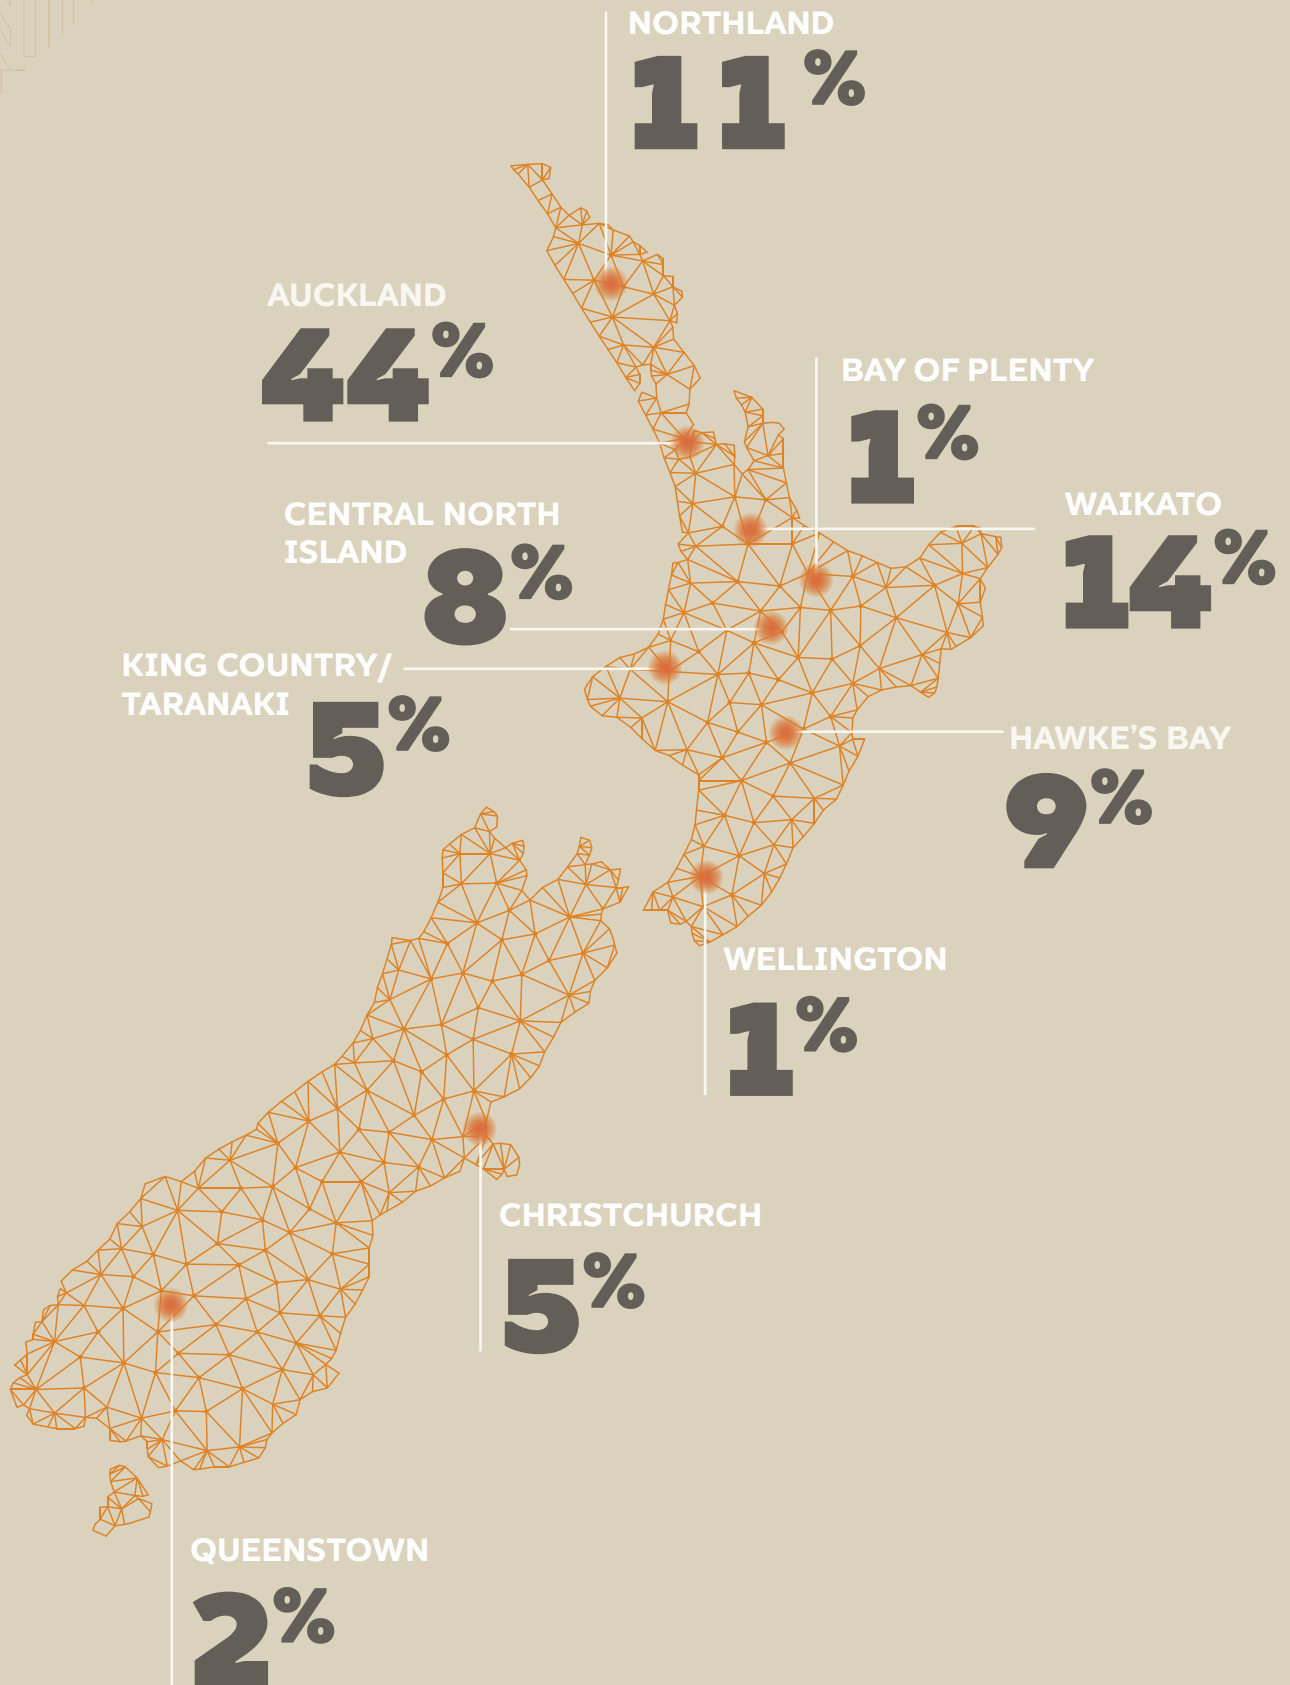 NORTHLAND
11%
AUCKLAND
44%
BAY OF PLENTY
1%
WAIKATO
14%
CENTRAL NORTH
ISLAND
8%
KING COUNTRY/
TARANAKI
5%
HAWKE'S BAY
9%
WELLINGTON
1%
CHRISTCHURCH
5%
QUEENSTOWN
2%